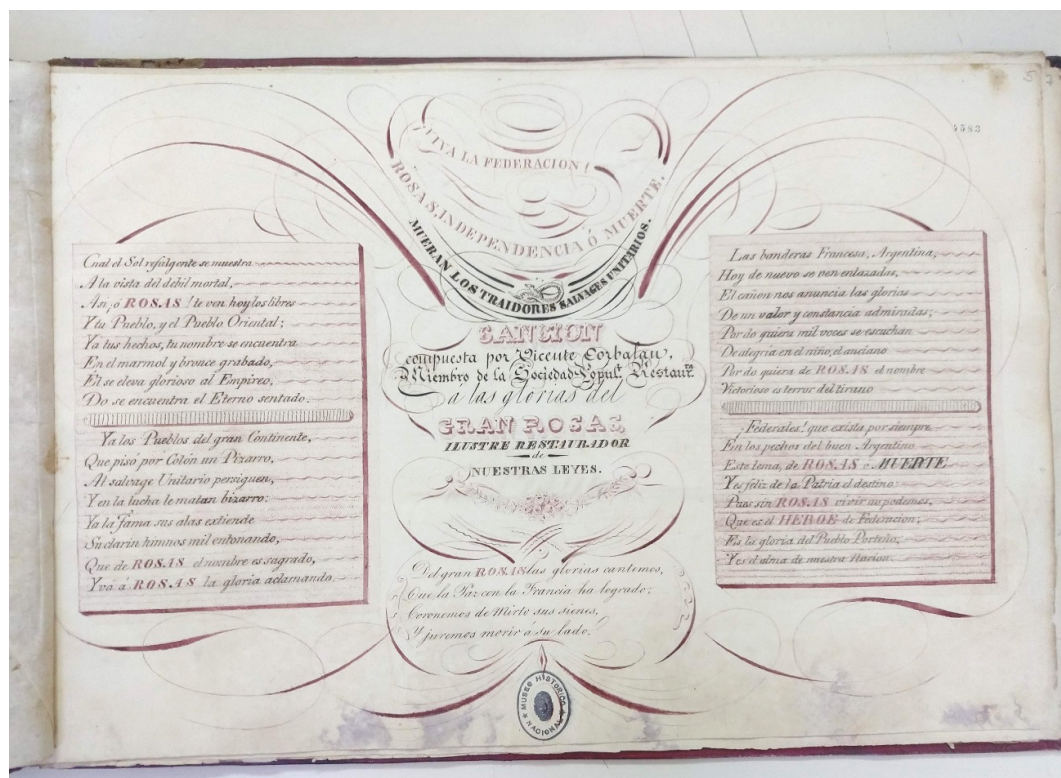 4583
¡VIVA LA FEDERACION!
ROSAS, INDEPENDENCIA Ó MUERTE.
MUERAN LOS TRAIDORES SALVAGES UNITARIOS.
CANCION
compuesta por Vicente Corbalan,
Miembro de la Sociedad Popul.r Restaur.ra
a las glorias del
GRAN ROSAS,
ILUSTRE RESTAURADOR
de
NUESTRAS LEYES.
Del gran ROSAS las glorias cantemos,
Que la Paz con la Francia ha logrado;
Coronemos de Mirto sus sienes,
Y juremos morir á su lado.
Cual el Sol refulgente se muestra
A la vista del debil mortal,
Asi, ó ROSAS! te ven hoy los libres
Y tu Pueblo, y el Pueblo Oriental;
Ya tus hechos, tu nombre se encuentra
En el marmol y bronce grabado,
Él se eleva glorioso al Empireo,
Do se encuentra el Eterno sentado.
Ya los Pueblos del gran Continente,
Que pisó por Colón un Pizarro,
Al salvage Unitario persiguen,
Y en la lucha le matan bizarro:
Ya la fama sus alas extiende
Su clarin himnos mil entonando,
Que de ROSAS el nombre es sagrado,
Y vá á ROSAS la gloria aclamando.
Las banderas Francesa, Argentina,
Hoy de nuevo se ven enlazadas,
El cañon nos anuncia las glorias
De un valor y constancia admiradas;
Por do quiera mil voces se escuchan
De alegria en el niño, el anciano
Por do quiera de ROSAS el nombre
Victorioso es terror del tirano
¡Federales! que exista por siempre
En los pechos del buen Argentino
Este lema, de ROSAS ó MUERTE
Y es feliz de la Patria el destino:
Pues sin ROSAS vivir no podemos,
Que es el HEROE de Federacion;
Es la gloria del Pueblo Porteño,
Y es el alma de nuestra Nacion.
MUSEO HISTORICO NACIONAL